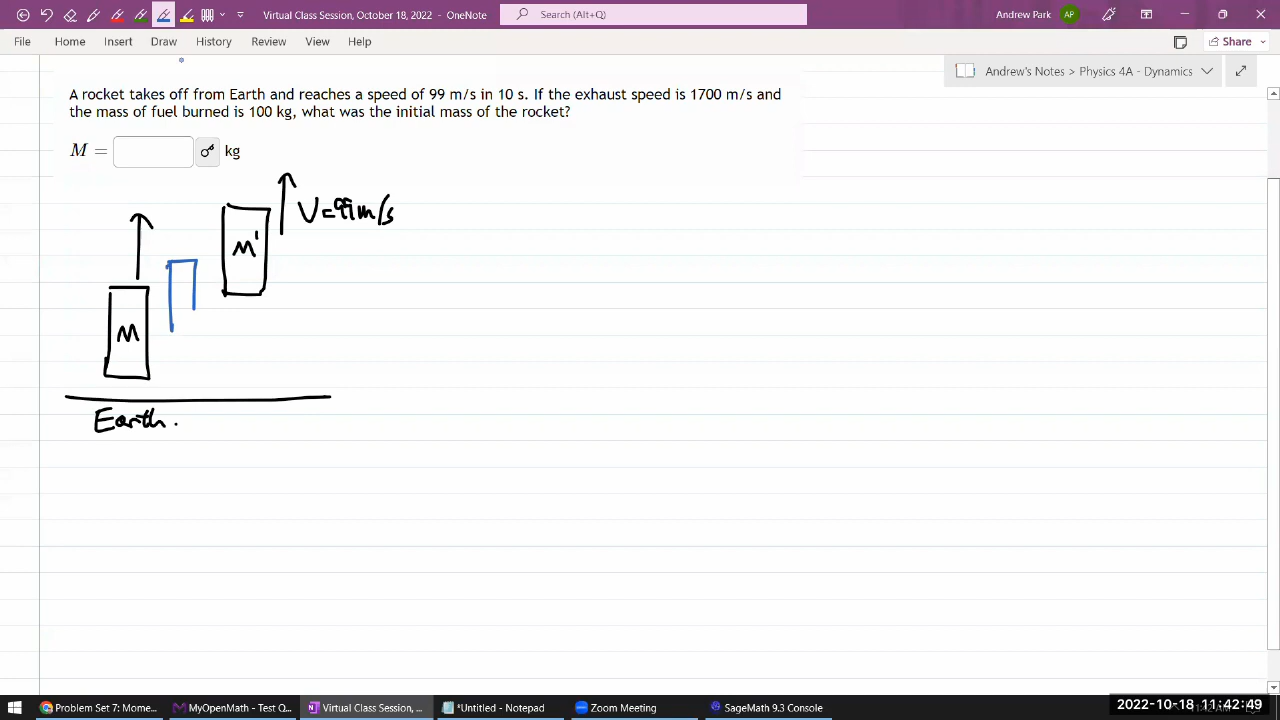 Virtual Class Session, October 18, 2022 - OneNote
Search (Alt+Q)
Andrew Park
AP
File Home Insert Draw History Review View Help
Share
Andrew's Notes > Physics 4A - Dynamics
A rocket takes off from Earth and reaches a speed of 99 m/s in 10 s. If the exhaust speed is 1700 m/s and
the mass of fuel burned is 100 kg, what was the initial mass of the rocket?
M = kg
V=99m/s
M'
M
Earth.
Problem Set 7: Mome...
MyOpenMath - Test Q...
Virtual Class Session,...
*Untitled - Notepad
Zoom Meeting
SageMath 9.3 Console
2022-10-18 11:42:49